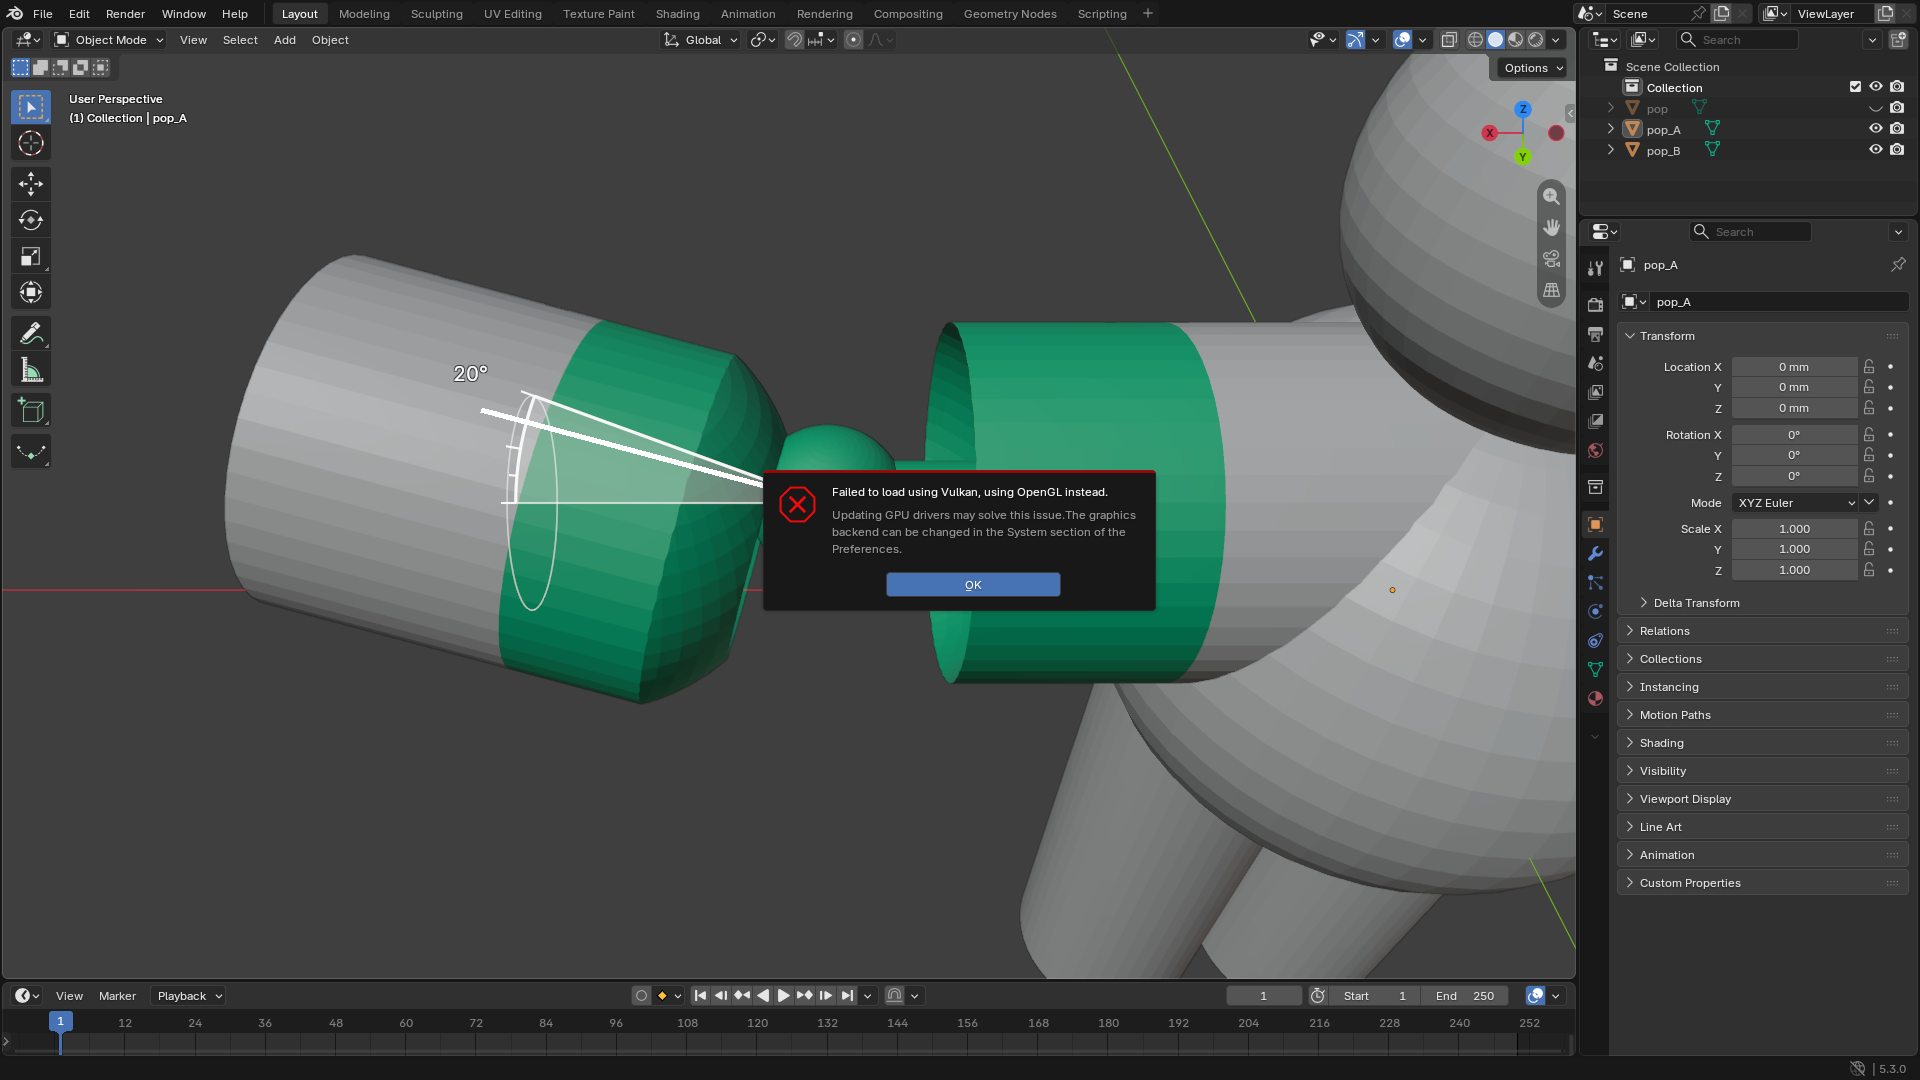 File Edit Render Window Help Layout Modeling Sculpting UV Editing Texture Paint Shading Animation Rendering Compositing Geometry Nodes Scripting + Scene ViewLayer
Object Mode View Select Add Object Global Search
Options
User Perspective
(1) Collection | pop_A
20°
Z
X
Y
Scene Collection
Collection
pop
pop_A
pop_B
Search
pop_A
pop_A
Transform
Location X 0 mm
Y 0 mm
Z 0 mm
Rotation X 0°
Y 0°
Z 0°
Mode XYZ Euler
Scale X 1.000
Y 1.000
Z 1.000
Delta Transform
Relations
Collections
Instancing
Motion Paths
Shading
Visibility
Viewport Display
Line Art
Animation
Custom Properties
Failed to load using Vulkan, using OpenGL instead.
Updating GPU drivers may solve this issue.The graphics
backend can be changed in the System section of the
Preferences.
OK
View Marker Playback 1 Start 1 End 250
1 12 24 36 48 60 72 84 96 108 120 132 144 156 168 180 192 204 216 228 240 252
5.3.0